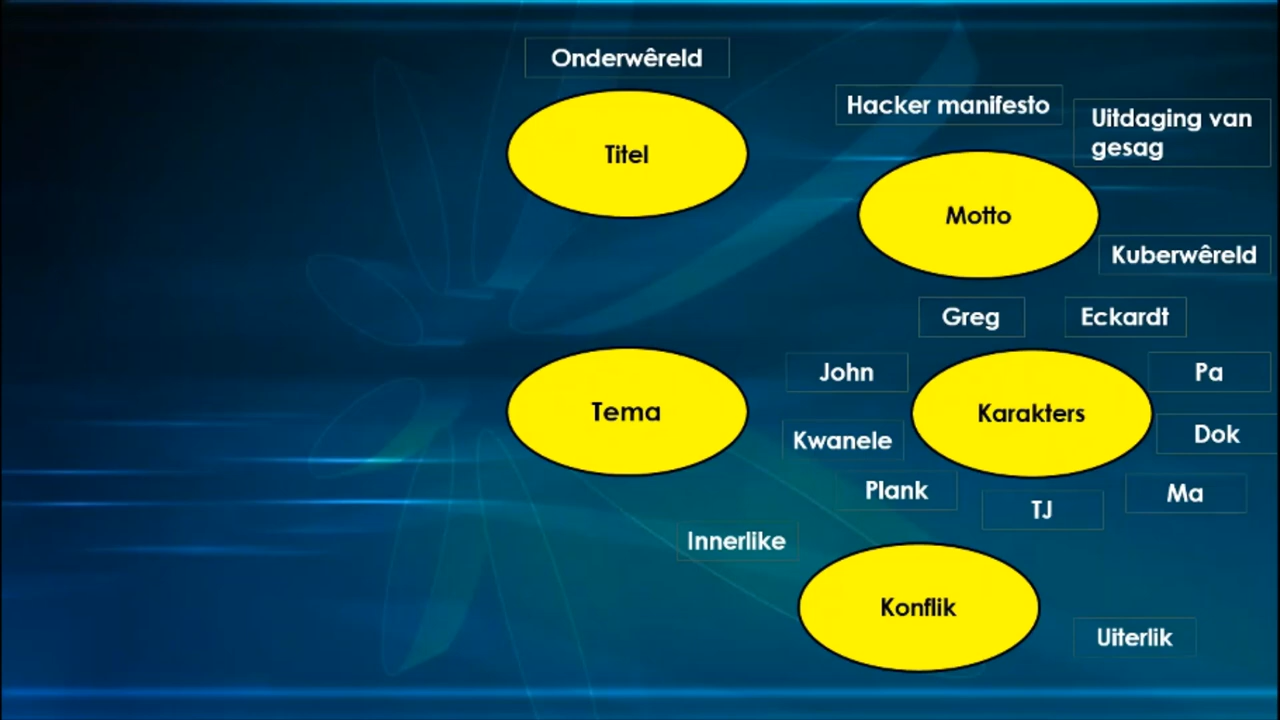 Onderwêreld
Titel
Hacker manifesto
Uitdaging van
gesag
Motto
Kuberwêreld
Greg
Eckardt
John
Pa
Tema
Karakters
Kwanele
Dok
Plank
TJ
Ma
Innerlike
Konflik
Uiterlik